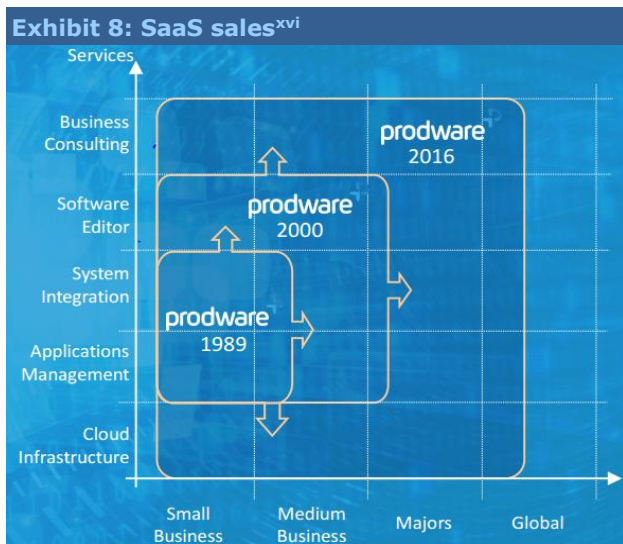 Exhibit 8: SaaS salesxvi
Services
Business
Consulting
prodware
2016
Software
Editor
prodware
2000
System
Integration
prodware
1989
Applications
Management
Cloud
Infrastructure
Small
Business
Medium
Business
Majors
Global